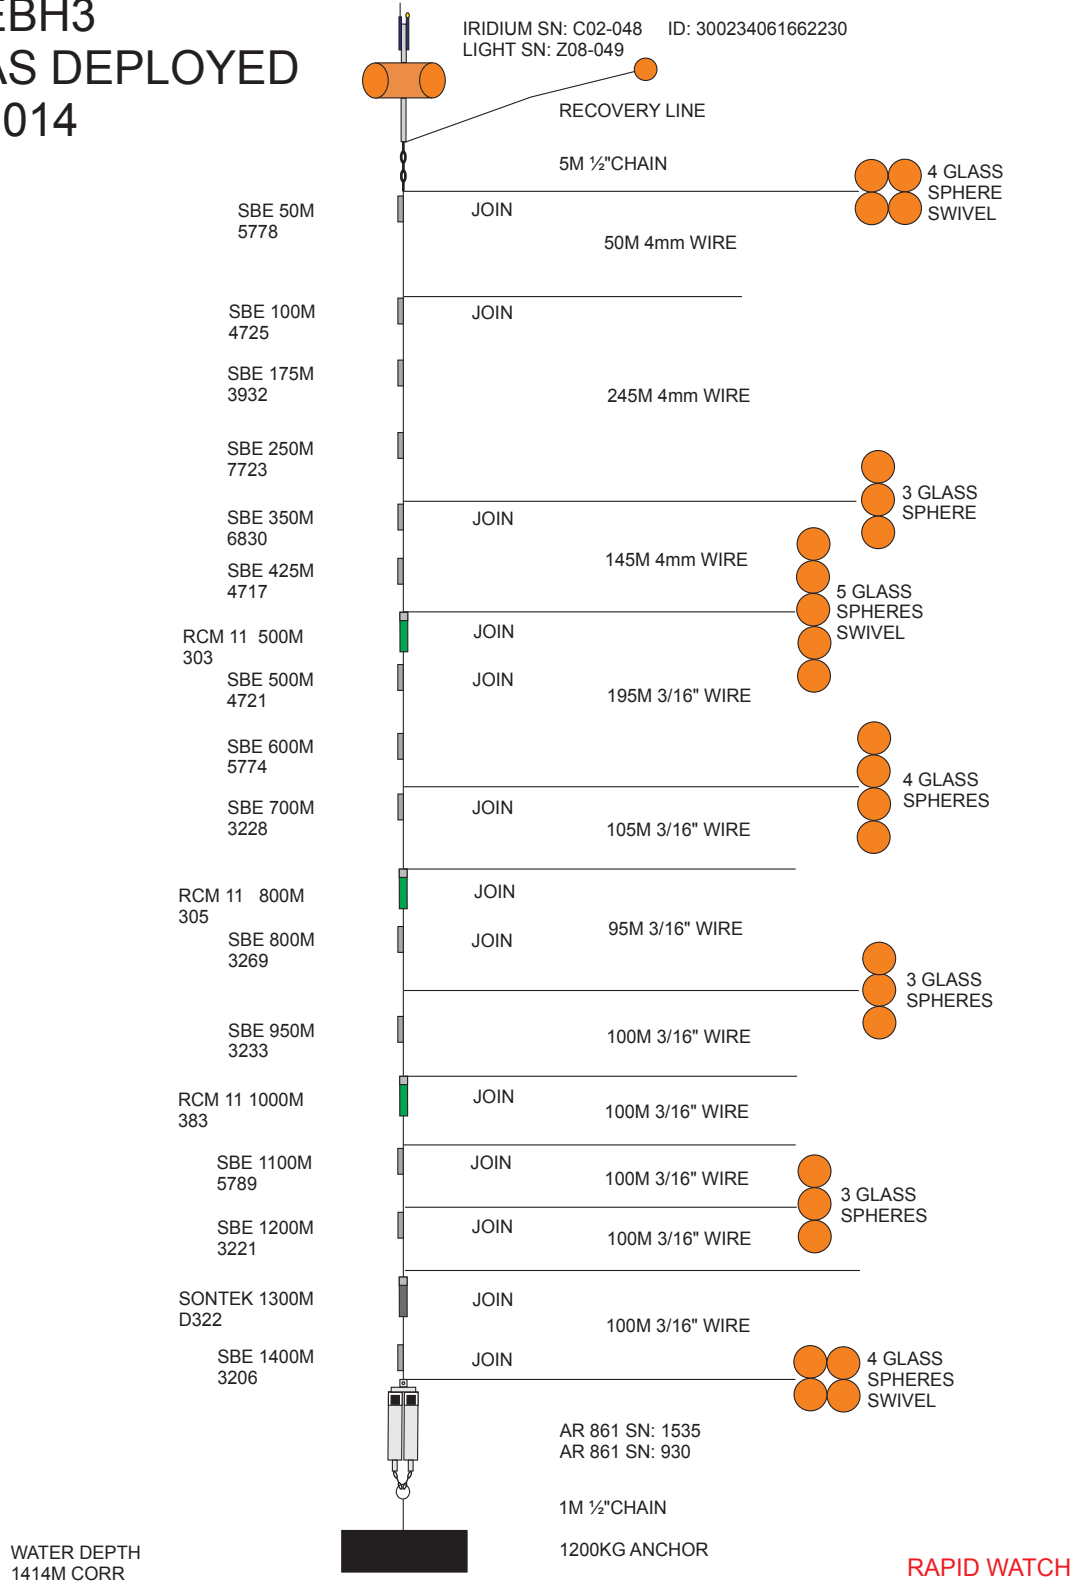 EBH3
AS DEPLOYED
014
IRIDIUM SN: C02-048 ID: 300234061662230
LIGHT SN: Z08-049
RECOVERY LINE
5M ½"CHAIN
4 GLASS
SPHERE
SWIVEL
SBE 50M
5778
JOIN
50M 4mm WIRE
SBE 100M
4725
JOIN
SBE 175M
3932
245M 4mm WIRE
SBE 250M
7723
3 GLASS
SPHERE
SBE 350M
6830
JOIN
145M 4mm WIRE
SBE 425M
4717
5 GLASS
SPHERES
SWIVEL
RCM 11 500M
303
JOIN
SBE 500M
4721
JOIN
195M 3/16" WIRE
SBE 600M
5774
4 GLASS
SPHERES
SBE 700M
3228
JOIN
105M 3/16" WIRE
RCM 11 800M
305
JOIN
95M 3/16" WIRE
SBE 800M
3269
JOIN
3 GLASS
SPHERES
SBE 950M
3233
100M 3/16" WIRE
RCM 11 1000M
383
JOIN
100M 3/16" WIRE
SBE 1100M
5789
JOIN
100M 3/16" WIRE
3 GLASS
SPHERES
SBE 1200M
3221
JOIN
100M 3/16" WIRE
SONTEK 1300M
D322
JOIN
100M 3/16" WIRE
SBE 1400M
3206
JOIN
4 GLASS
SPHERES
SWIVEL
AR 861 SN: 1535
AR 861 SN: 930
1M ½"CHAIN
1200KG ANCHOR
WATER DEPTH
1414M CORR
RAPID WATCH